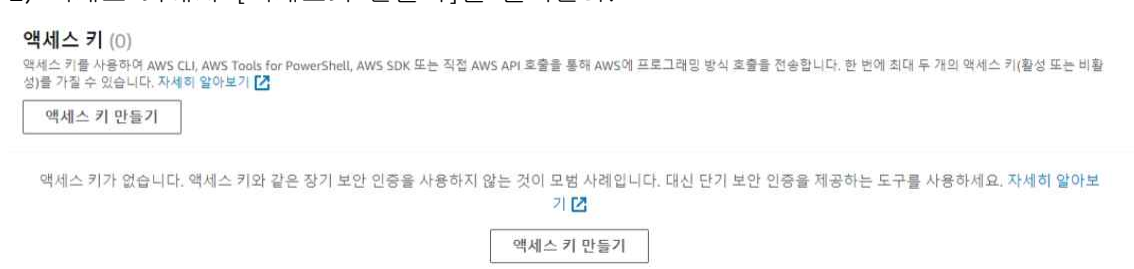 액세스 키 (0)
액세스 키를 사용하여 AWS CLI, AWS Tools for PowerShell, AWS SDK 또는 직접 AWS API 호출을 통해 AWS에 프로그래밍 방식 호출을 전송합니다. 한 번에 최대 두 개의 액세스 키(활성 또는 비활
성)를 가질 수 있습니다. 자세히 알아보기
액세스 키 만들기
액세스 키가 없습니다. 액세스 키와 같은 장기 보안 인증을 사용하지 않는 것이 모범 사례입니다. 대신 단기 보안 인증을 제공하는 도구를 사용하세요. 자세히 알아보
기
액세스 키 만들기